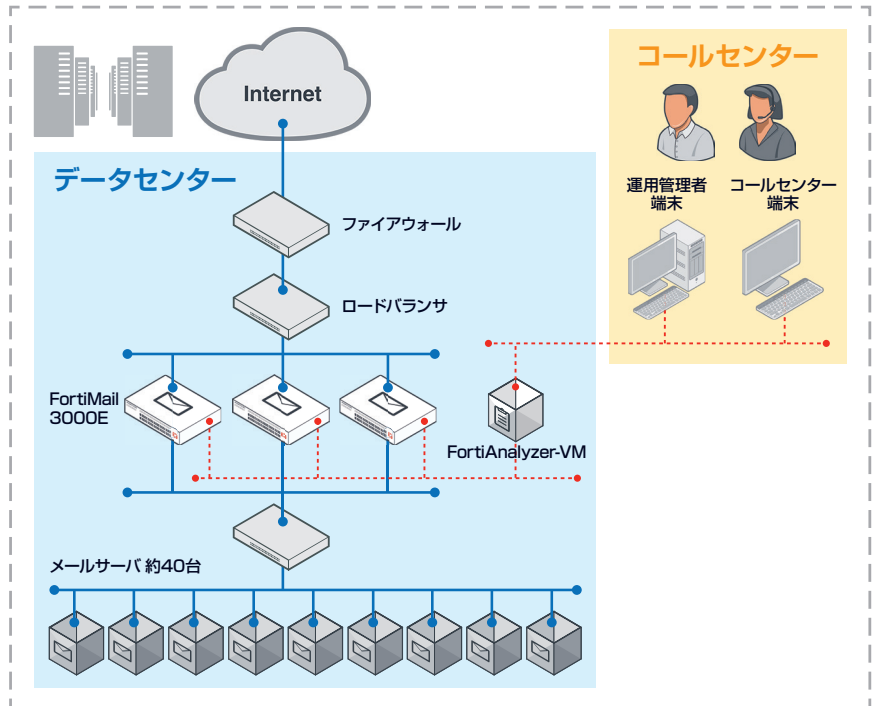 Internet
コールセンター
運用管理者
端末
コールセンター
端末
データセンター
ファイアウォール
ロードバランサ
FortiMail
3000E
FortiAnalyzer-VM
メールサーバ 約40台